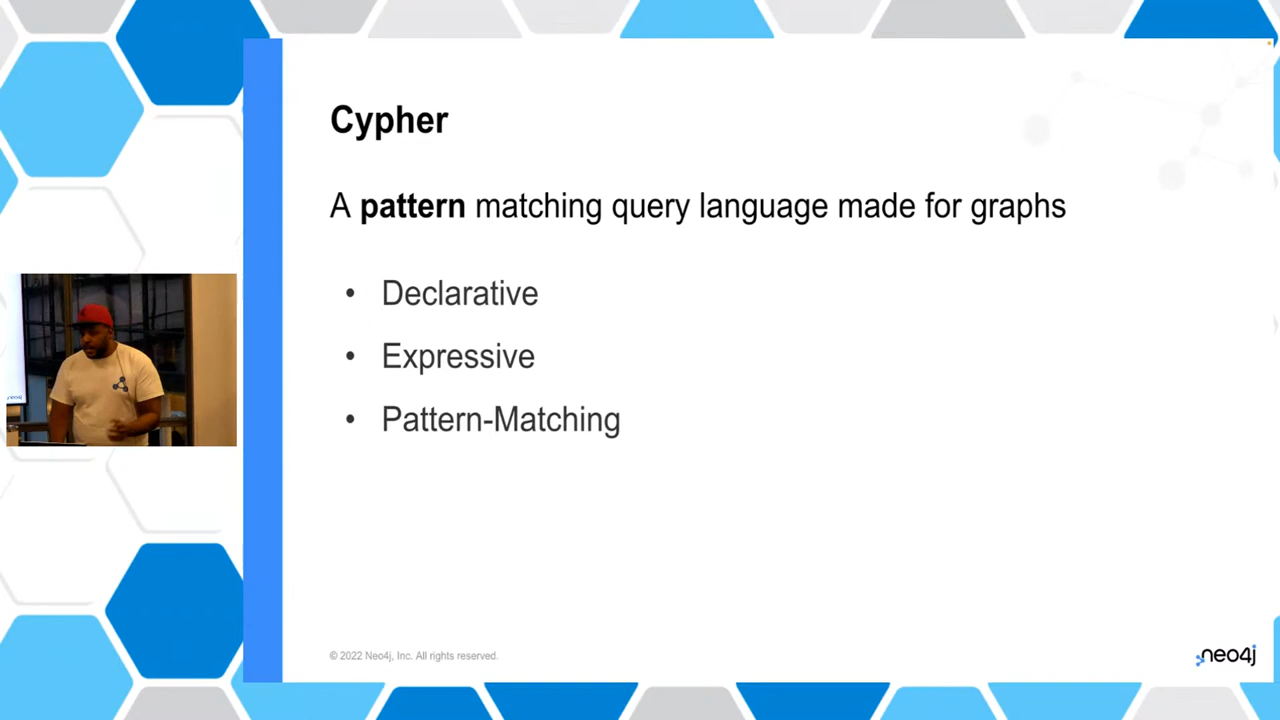 Cypher
A pattern matching query language made for graphs
• Declarative
• Expressive
• Pattern-Matching
© 2022 Neo4j, Inc. All rights reserved.
neo4j
neo4j